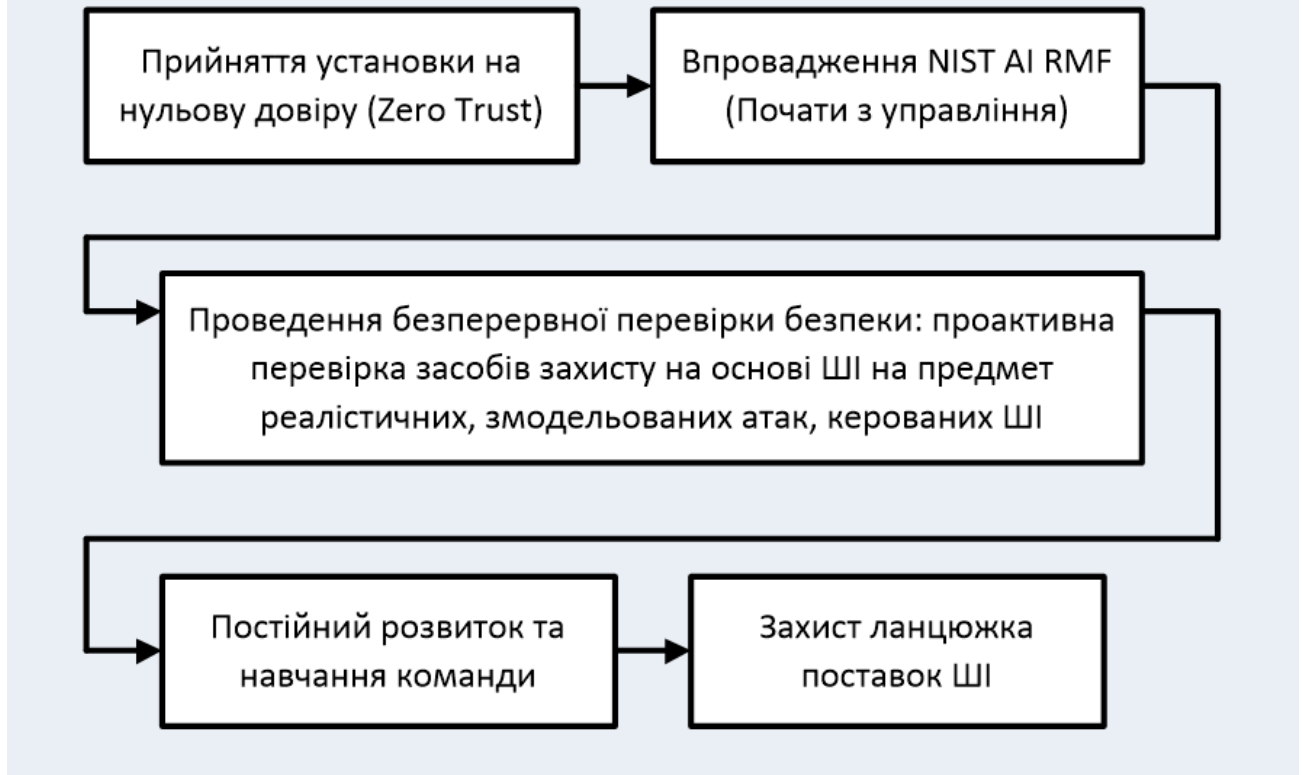 Прийняття установки на
нульову довіру (Zero Trust)
Впровадження NIST AI RMF
(Почати з управління)
Проведення безперервної перевірки безпеки: проактивна
перевірка засобів захисту на основі ШІ на предмет
реалістичних, змодельованих атак, керованих ШІ
Постійний розвиток та
навчання команди
Захист ланцюжка
поставок ШІ